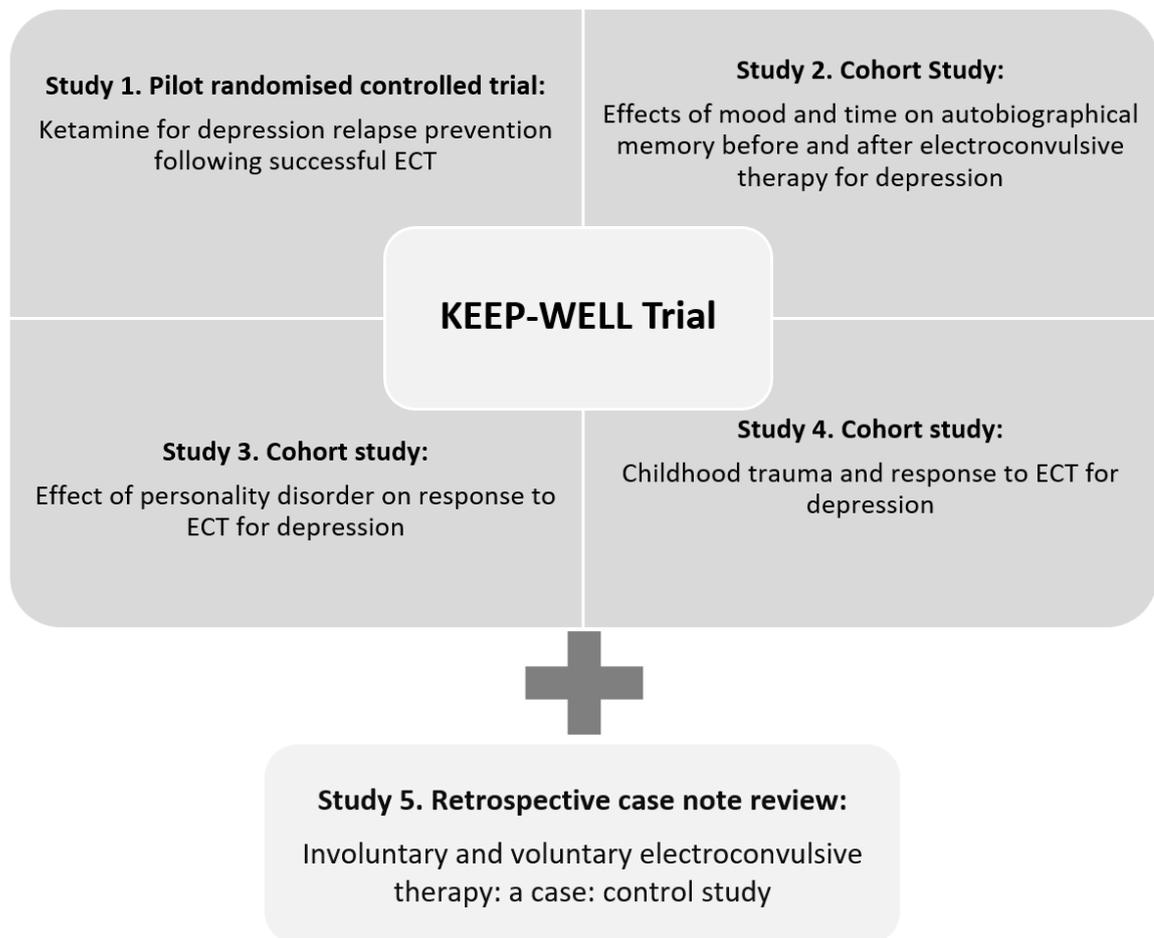 Study 1. Pilot randomised controlled trial:
Ketamine for depression relapse prevention
following successful ECT
Study 2. Cohort Study:
Effects of mood and time on autobiographical
memory before and after electroconvulsive
therapy for depression
KEEP-WELL Trial
Study 3. Cohort study:
Effect of personality disorder on response to
ECT for depression
Study 4. Cohort study:
Childhood trauma and response to ECT for
depression
Study 5. Retrospective case note review:
Involuntary and voluntary electroconvulsive
therapy: a case: control study